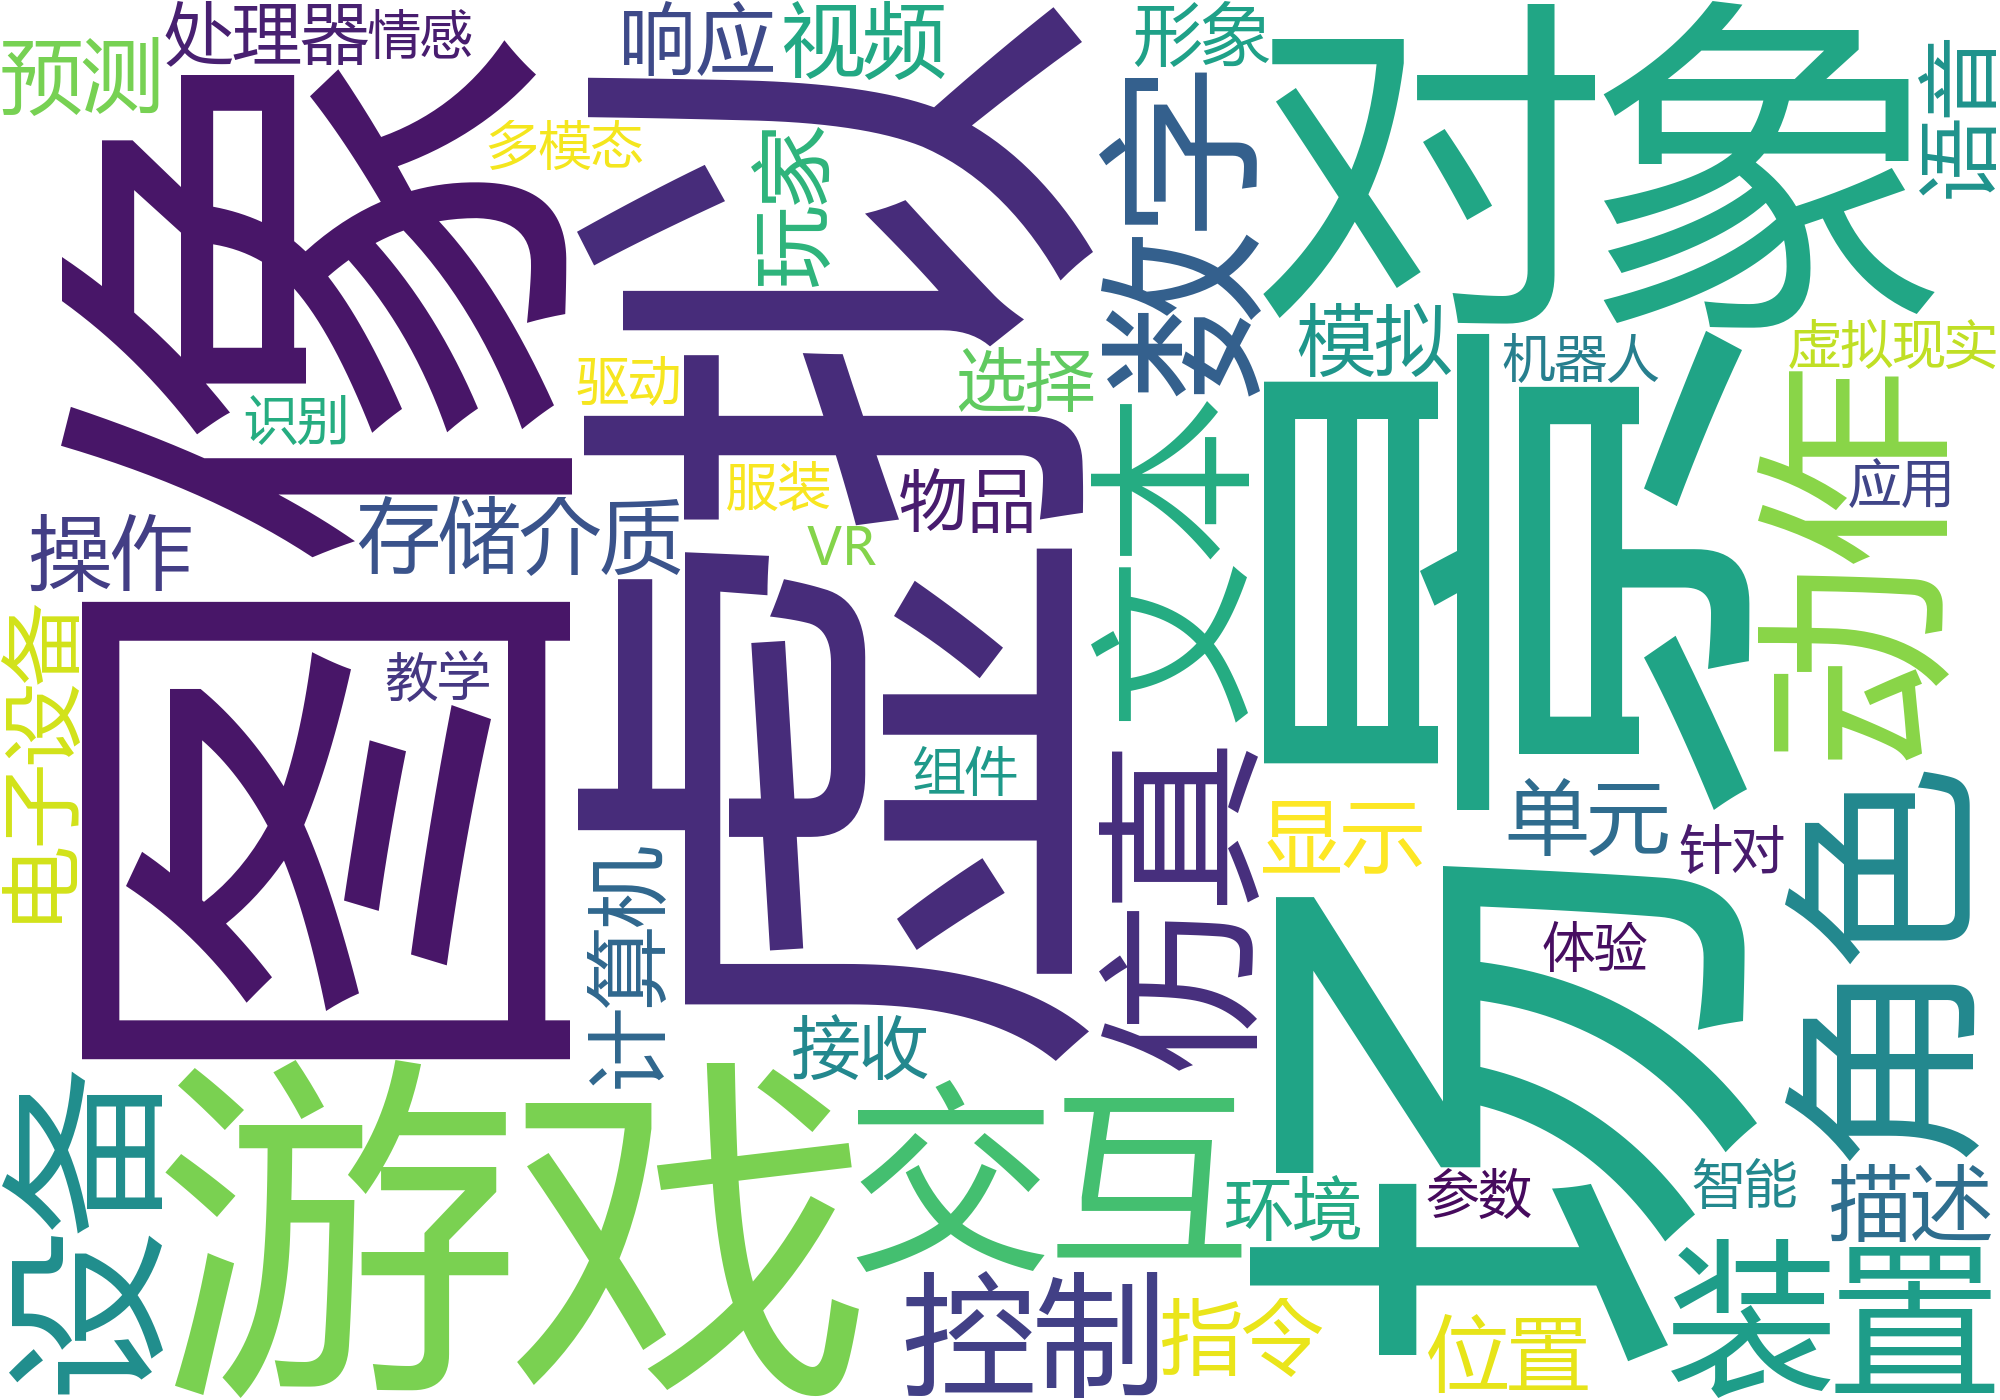 处理器
情感
响应
视频
形象
对象
预测
图像
虚拟
多模态
玩家
数字
语音
模拟
机器人
虚拟现实
驱动
选择
识别
服装
物品
VR
存储介质
操作
文本
场景
动作
应用
电子设备
教学
组件
仿真
显示
单元
针对
角色
计算机
体验
接收
设备
游戏
交互
环境
参数
智能
描述
控制
指令
位置
装置